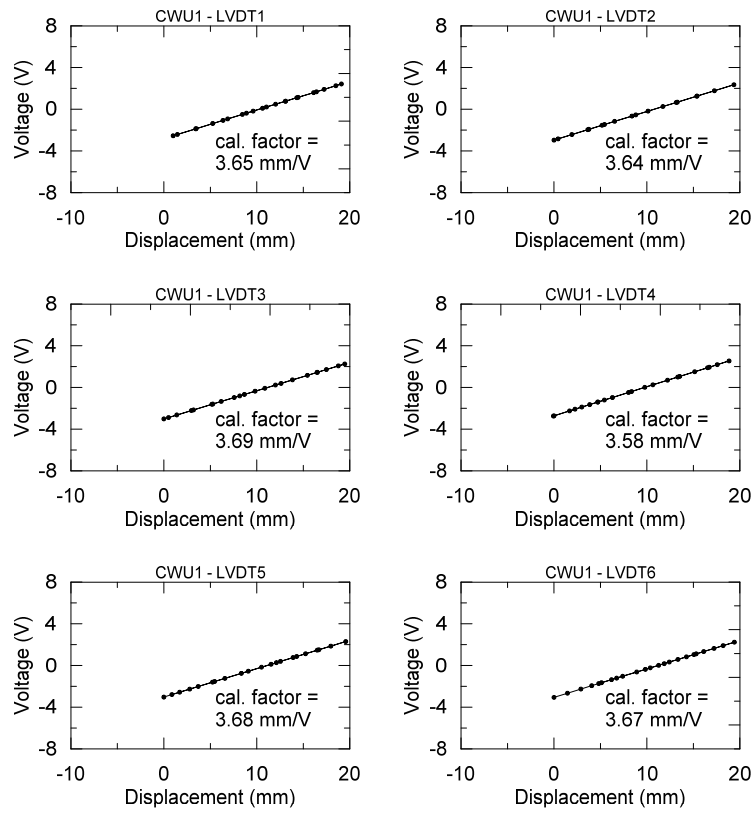 CWU1 - LVDT1
8
4
0
-4
-8
Voltage (V)
cal. factor =
3.65 mm/V
-10 0 10 20
Displacement (mm)
CWU1 - LVDT2
8
4
0
-4
-8
Voltage (V)
cal. factor =
3.64 mm/V
-10 0 10 20
Displacement (mm)
CWU1 - LVDT3
8
4
0
-4
-8
Voltage (V)
cal. factor =
3.69 mm/V
-10 0 10 20
Displacement (mm)
CWU1 - LVDT4
8
4
0
-4
-8
Voltage (V)
cal. factor =
3.58 mm/V
-10 0 10 20
Displacement (mm)
CWU1 - LVDT5
8
4
0
-4
-8
Voltage (V)
cal. factor =
3.68 mm/V
-10 0 10 20
Displacement (mm)
CWU1 - LVDT6
8
4
0
-4
-8
Voltage (V)
cal. factor =
3.67 mm/V
-10 0 10 20
Displacement (mm)